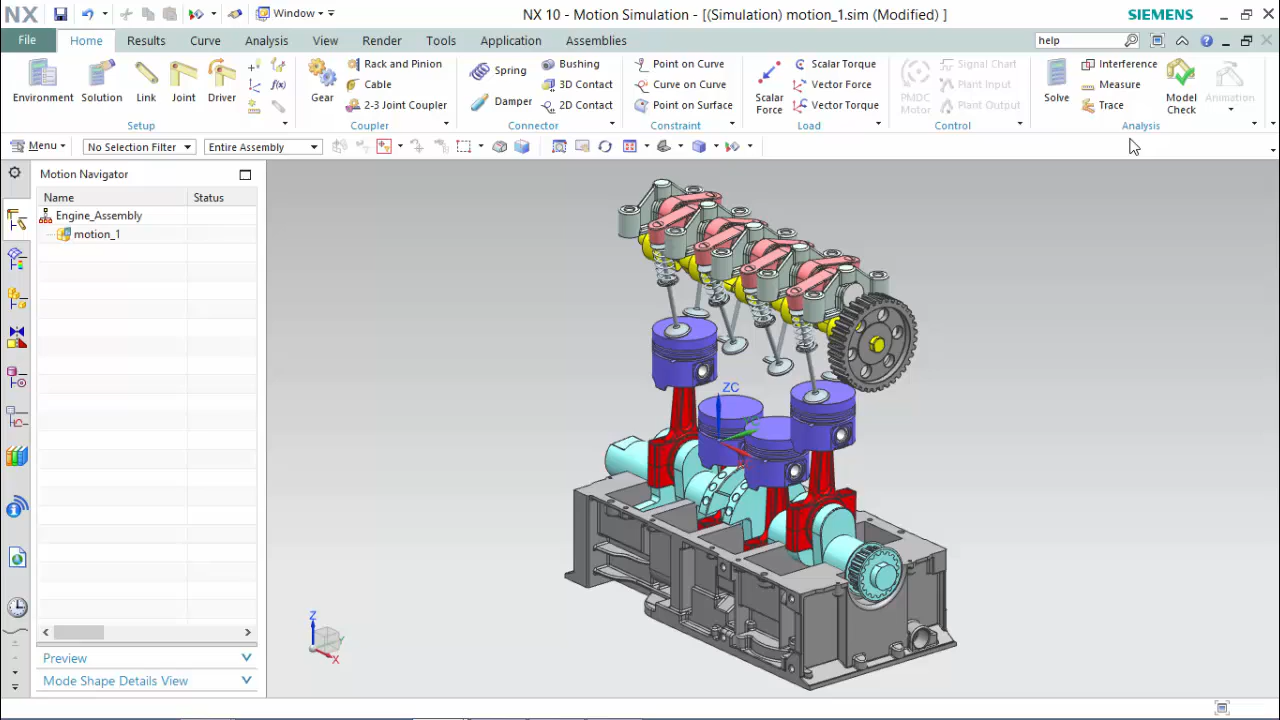 NX Window NX 10 - Motion Simulation - [(Simulation) motion_1.sim (Modified) ] SIEMENS
File Home Results Curve Analysis View Render Tools Application Assemblies help
Rack and Pinion Bushing Point on Curve Scalar Torque Signal Chart Interference
Cable Spring 3D Contact Curve on Curve Vector Force Plant Input Measure
Environment Solution Link Joint Driver Gear 2-3 Joint Coupler Damper 2D Contact Point on Surface Scalar Force Vector Torque PMDC Motor Plant Output Solve Trace Model Check Animation
Setup Coupler Connector Constraint Load Control Analysis
Menu No Selection Filter Entire Assembly
Motion Navigator
Name Status
Engine_Assembly
motion_1
ZC
Z
X
Preview
Mode Shape Details View